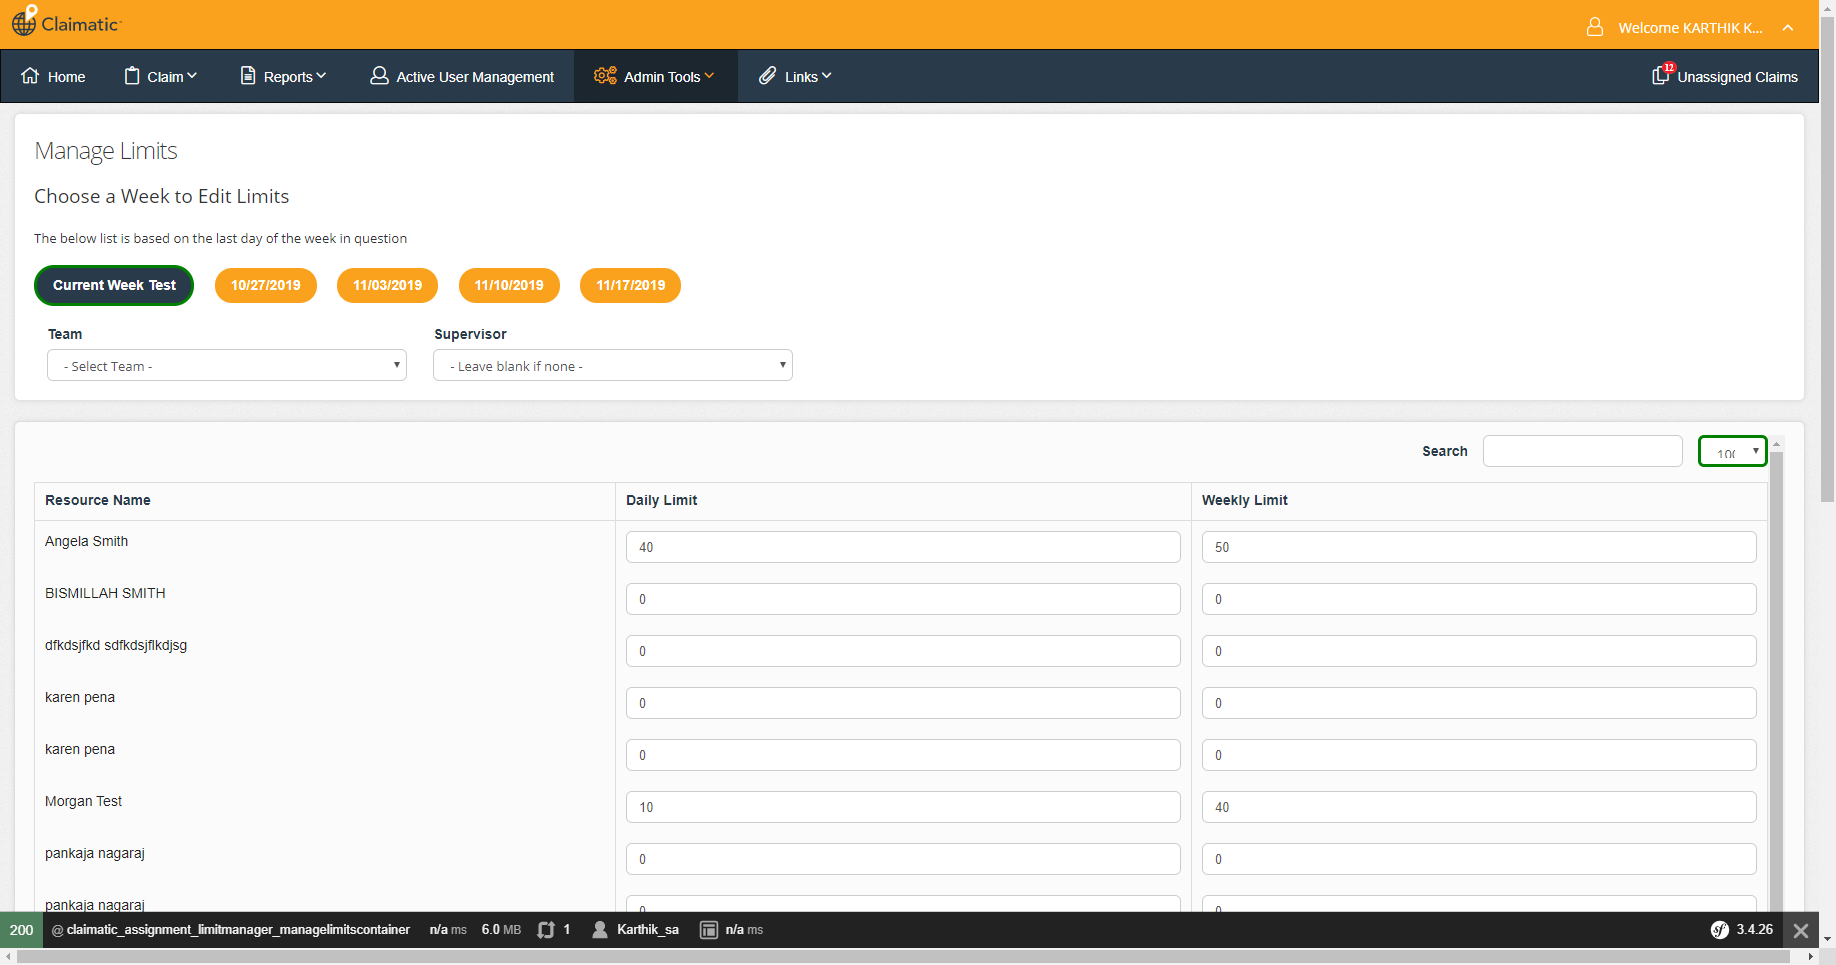 Claimatic
Welcome KARTHIK K...
Home
Claim
Reports
Active User Management
Admin Tools
Links
12
Unassigned Claims
Manage Limits
Choose a Week to Edit Limits
The below list is based on the last day of the week in question
Current Week Test
10/27/2019
11/03/2019
11/10/2019
11/17/2019
Team
Supervisor
- Select Team -
- Leave blank if none -
Search
Resource Name
Daily Limit
Weekly Limit
Angela Smith
40
50
BISMILLAH SMITH
0
0
dfkdsjfkd sdfkdsjflkdjsg
0
0
karen pena
0
0
karen pena
0
0
Morgan Test
10
40
pankaja nagaraj
0
0
pankaja nagaraj
0
0
200
@ claimatic_assignment_limitmanager_managelimitscontainer
n/a ms
6.0 MB
1
Karthik_sa
n/a ms
sf
3.4.26